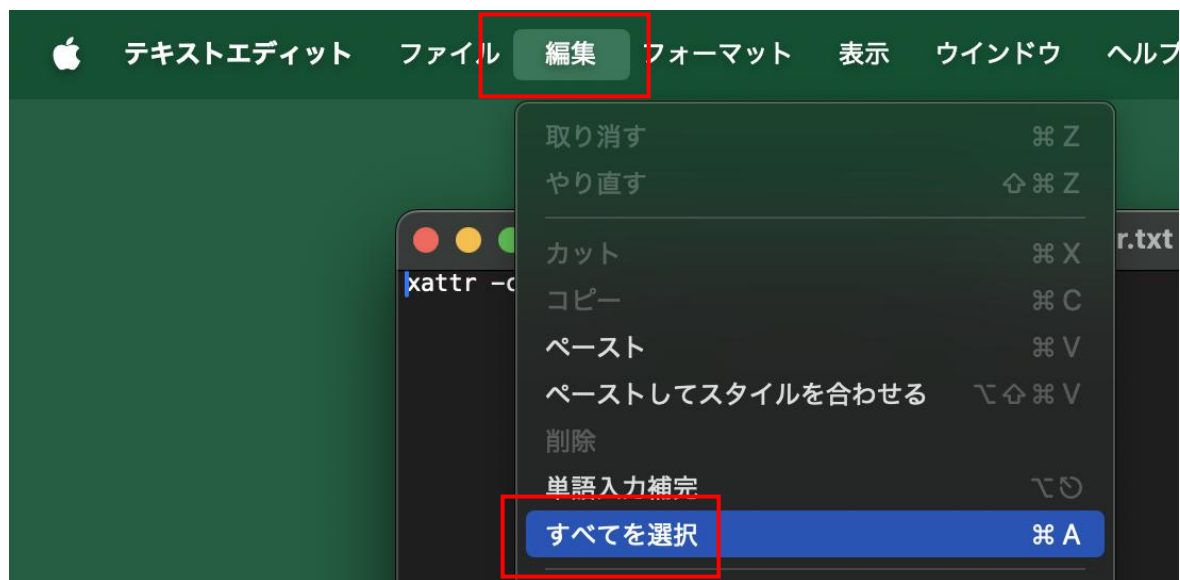 テキストエディット ファイル 編集 フォーマット 表示 ウインドウ ヘルプ
取り消す ⌘ Z
やり直す ⇧ ⌘ Z
r.txt
カット ⌘ X
xattr
コピー ⌘ C
ペースト ⌘ V
ペーストしてスタイルを合わせる ⌥ ⇧ ⌘ V
削除
単語入力補完 ⌥ ⎋
すべてを選択 ⌘ A